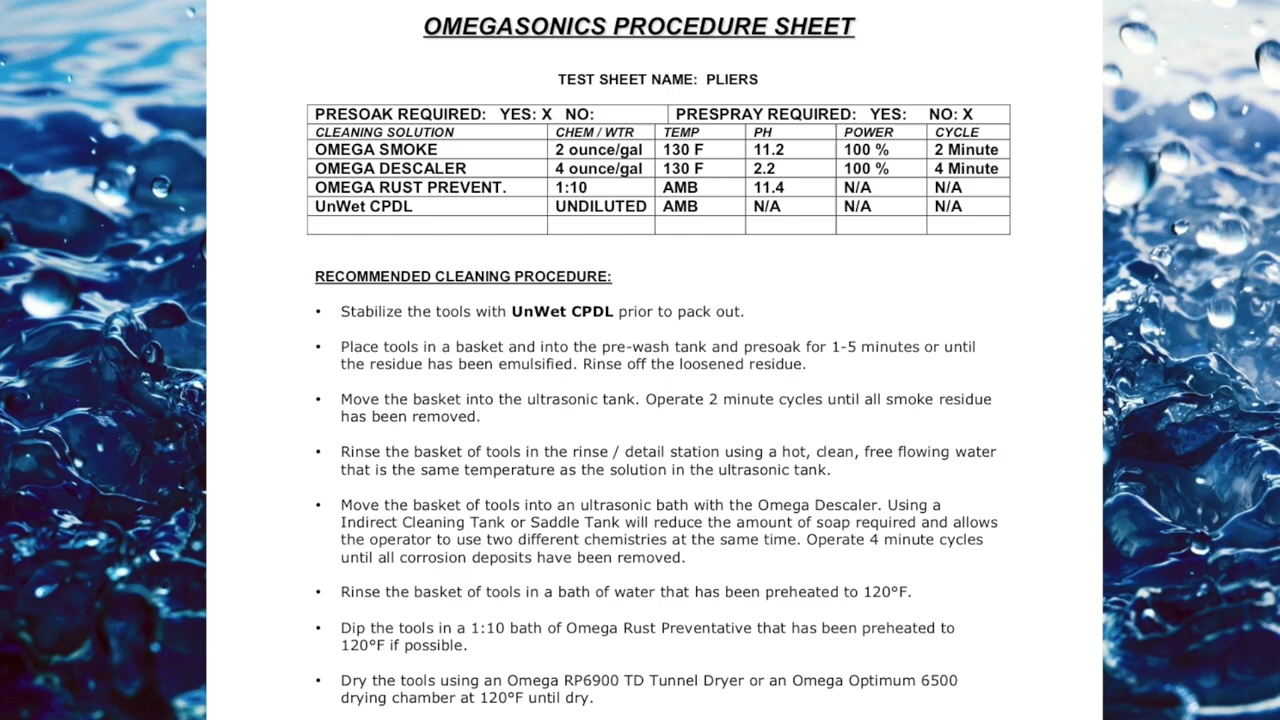 OMEGASONICS PROCEDURE SHEET
TEST SHEET NAME: PLIERS
PRESOAK REQUIRED: YES: X NO: PRESPRAY REQUIRED: YES: NO: X
CLEANING SOLUTION CHEM / WTR TEMP PH POWER CYCLE
OMEGA SMOKE 2 ounce/gal 130 F 11.2 100 % 2 Minute
OMEGA DESCALER 4 ounce/gal 130 F 2.2 100 % 4 Minute
OMEGA RUST PREVENT. 1:10 AMB 11.4 N/A N/A
UnWet CPDL UNDILUTED AMB N/A N/A N/A
RECOMMENDED CLEANING PROCEDURE:
• Stabilize the tools with UnWet CPDL prior to pack out.
• Place tools in a basket and into the pre-wash tank and presoak for 1-5 minutes or until
the residue has been emulsified. Rinse off the loosened residue.
• Move the basket into the ultrasonic tank. Operate 2 minute cycles until all smoke residue
has been removed.
• Rinse the basket of tools in the rinse / detail station using a hot, clean, free flowing water
that is the same temperature as the solution in the ultrasonic tank.
• Move the basket of tools into an ultrasonic bath with the Omega Descaler. Using a
Indirect Cleaning Tank or Saddle Tank will reduce the amount of soap required and allows
the operator to use two different chemistries at the same time. Operate 4 minute cycles
until all corrosion deposits have been removed.
• Rinse the basket of tools in a bath of water that has been preheated to 120°F.
• Dip the tools in a 1:10 bath of Omega Rust Preventative that has been preheated to
120°F if possible.
• Dry the tools using an Omega RP6900 TD Tunnel Dryer or an Omega Optimum 6500
drying chamber at 120°F until dry.